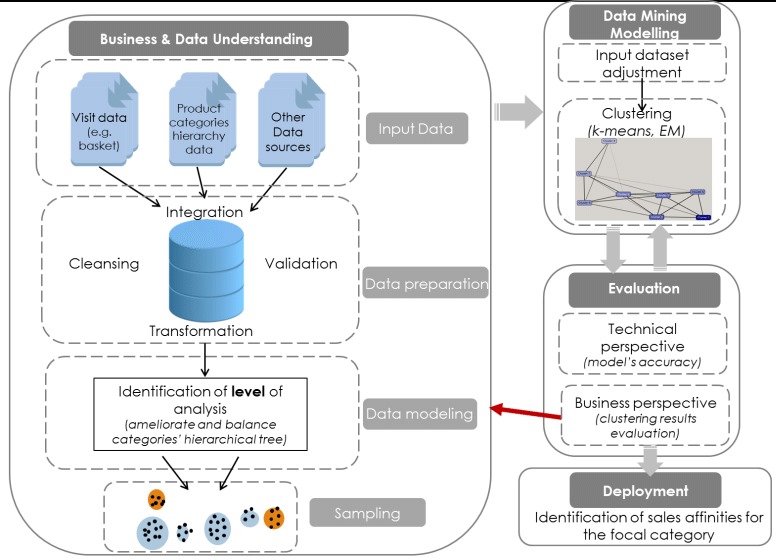 Business & Data Understanding
Visit data
(e.g.
basket)
Product
categories
hierarchy
data
Other
Data
sources
Input Data
Integration
Cleansing
Validation
Transformation
Data preparation
Identification of level of
analysis
(ameliorate and balance
categories' hierarchical tree)
Data modeling
Sampling
Data Mining
Modelling
Input dataset
adjustment
Clustering
(k-means, EM)
Evaluation
Technical
perspective
(model's accuracy)
Business perspective
(clustering results
evaluation)
Deployment
Identification of sales affinities for
the focal category